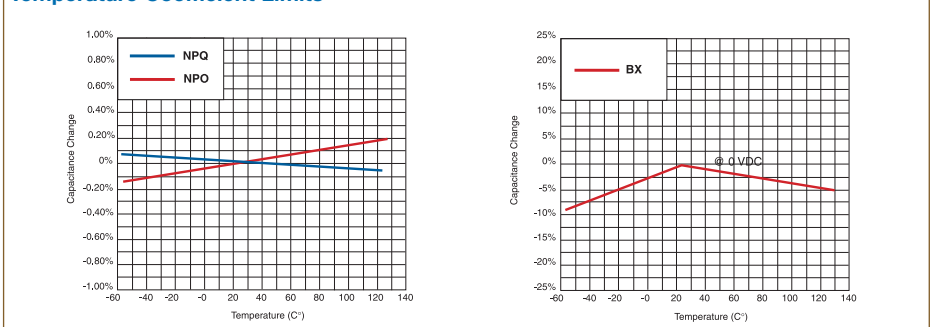 Temperature Coefficient Limits
1.00%
0.80%
0.60%
0.40%
0.20%
0%
-0.20%
-0.40%
-0.60%
-0.80%
-1.00%
Capacitance Change
NPQ
NPO
-60 -40 -20 -0 20 40 60 80 100 120 140
Temperature (C°)
25%
20%
15%
10%
5%
0%
-5%
-10%
-15%
-20%
-25%
Capacitance Change
BX
@ 0 VDC
-60 -40 -20 -0 20 40 60 80 100 120 140
Temperature (C°)